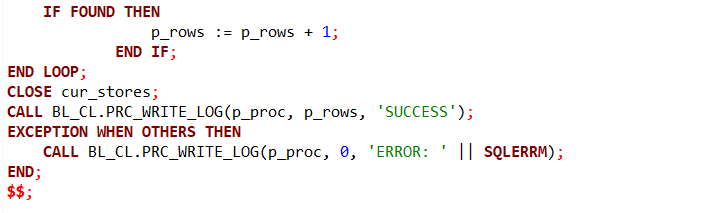 IF FOUND THEN
p_rows := p_rows + 1;
END IF;
END LOOP;
CLOSE cur_stores;
CALL BL_CL.PRC_WRITE_LOG(p_proc, p_rows, 'SUCCESS');
EXCEPTION WHEN OTHERS THEN
CALL BL_CL.PRC_WRITE_LOG(p_proc, 0, 'ERROR: ' || SQLERRM);
END;
$$;